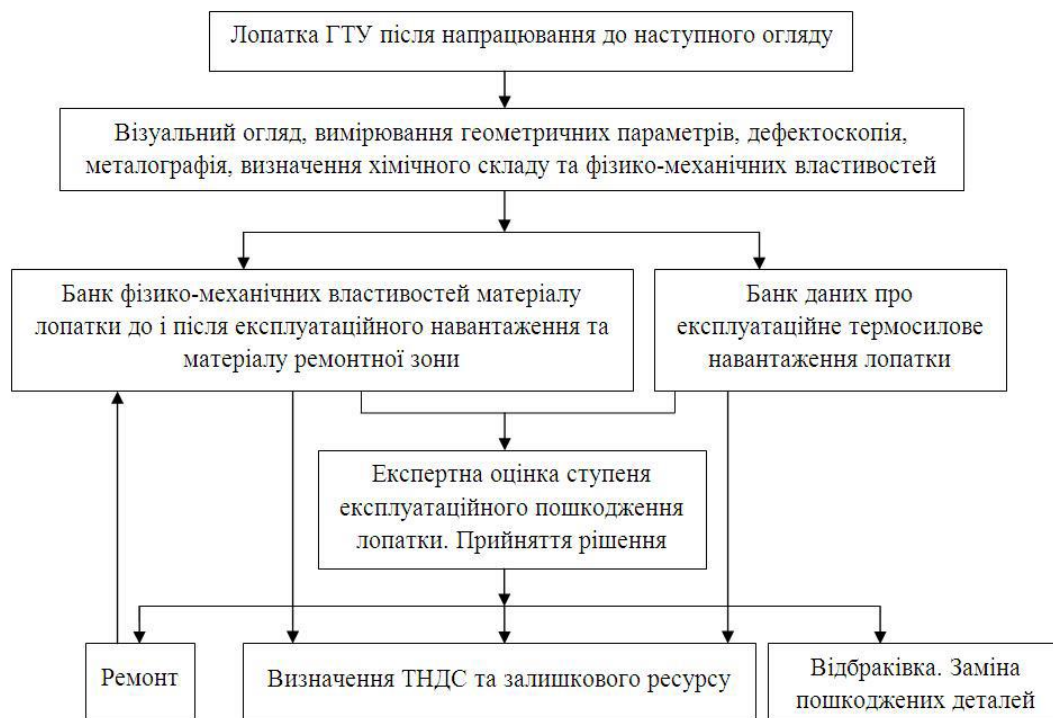 Лопатка ГТУ після напрацювання до наступного огляду
Візуальний огляд, вимірювання геометричних параметрів, дефектоскопія,
металографія, визначення хімічного складу та фізико-механічних властивостей
Банк фізико-механічних властивостей матеріалу
лопатки до і після експлуатаційного навантаження та
матеріалу ремонтної зони
Банк даних про
експлуатаційне термосилове
навантаження лопатки
Експертна оцінка ступеня
експлуатаційного пошкодження
лопатки. Прийняття рішення
Ремонт
Визначення ТНДС та залишкового ресурсу
Відбраківка. Заміна
пошкоджених деталей